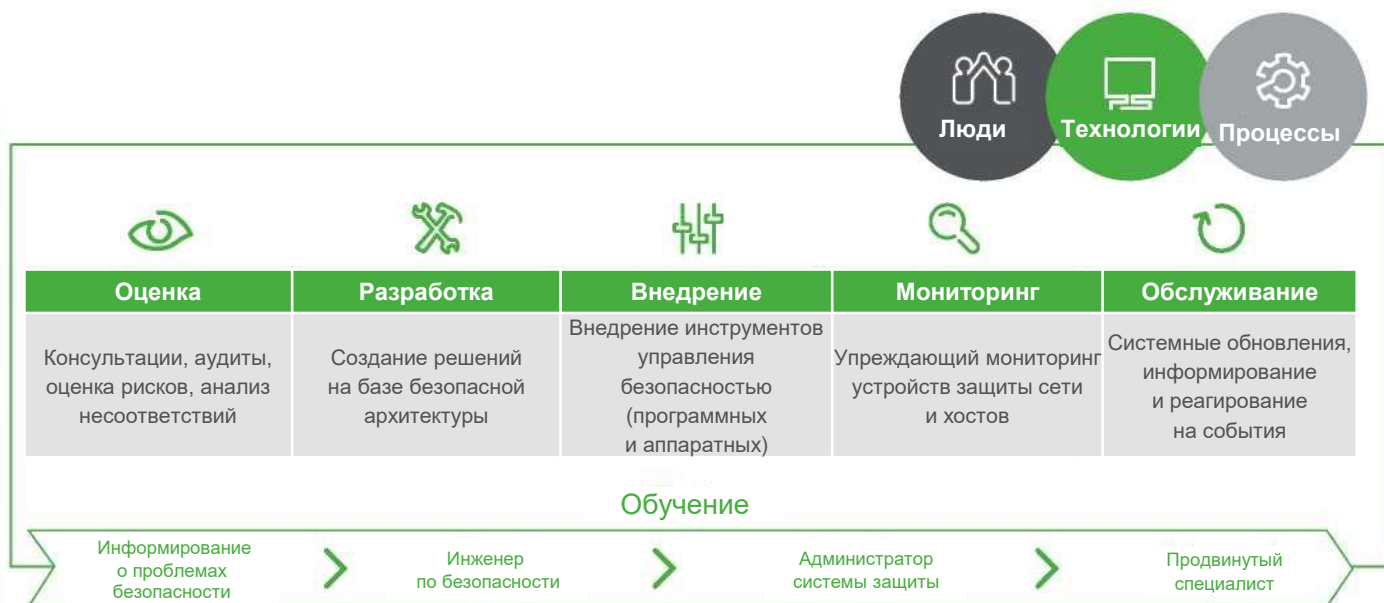 Люди
Технологии
Процессы
Оценка
Разработка
Внедрение
Мониторинг
Обслуживание
Консультации, аудиты,
оценка рисков, анализ
несоответствий
Создание решений
на базе безопасной
архитектуры
Внедрение инструментов
управления
безопасностью
(программных
и аппаратных)
Упреждающий мониторинг
устройств защиты сети
и хостов
Системные обновления,
информирование
и реагирование
на события
Обучение
Информирование
о проблемах
безопасности
Инженер
по безопасности
Администратор
системы защиты
Продвинутый
специалист